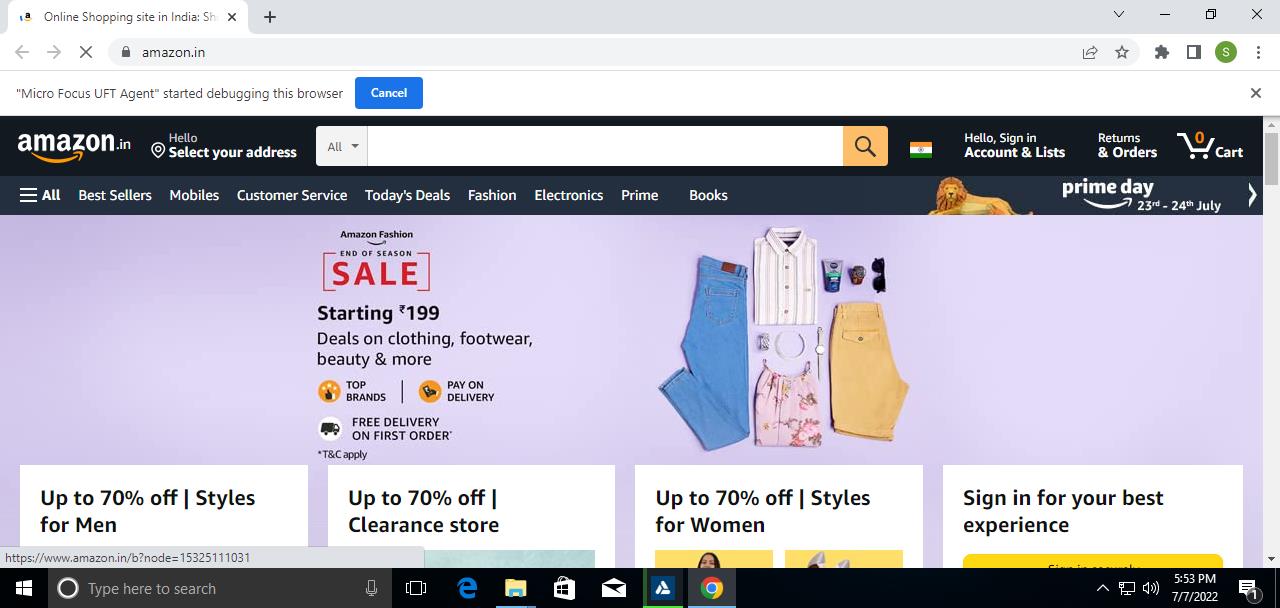 Online Shopping site in India: Sh
amazon.in
S
"Micro Focus UFT Agent" started debugging this browser
Cancel
amazon.in
Hello
Select your address
All
Hello, Sign in
Account & Lists
Returns
& Orders
0
Cart
All
Best Sellers
Mobiles
Customer Service
Today's Deals
Fashion
Electronics
Prime
Books
prime day
23rd - 24th July
Amazon Fashion
END OF SEASON
SALE
Starting ₹199
Deals on clothing, footwear,
beauty & more
TOP
BRANDS
PAY ON
DELIVERY
FREE DELIVERY
ON FIRST ORDER*
*T&C apply
Up to 70% off | Styles
for Men
Up to 70% off |
Clearance store
Up to 70% off | Styles
for Women
Sign in for your best
experience
Sign in securely
https://www.amazon.in/b?node=15325111031
Type here to search
5:53 PM
7/7/2022
1